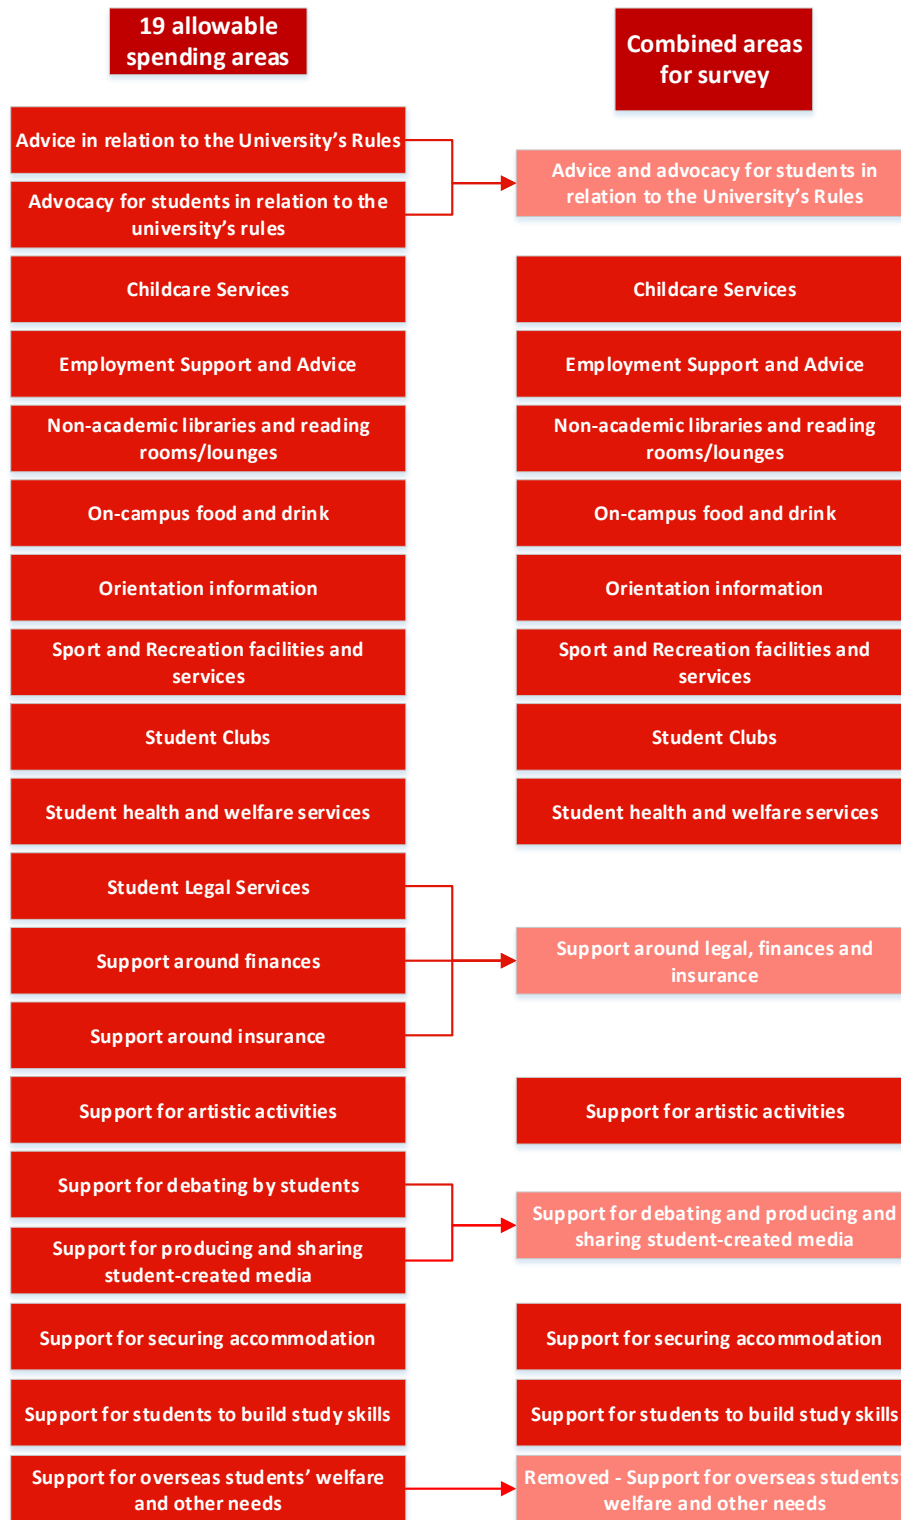 19 allowable
spending areas
Combined areas
for survey
Advice in relation to the University's Rules
Advocacy for students in relation to the
university's rules
Advice and advocacy for students in
relation to the University's Rules
Childcare Services
Childcare Services
Employment Support and Advice
Employment Support and Advice
Non-academic libraries and reading
rooms/lounges
Non-academic libraries and reading
rooms/lounges
On-campus food and drink
On-campus food and drink
Orientation information
Orientation information
Sport and Recreation facilities and
services
Sport and Recreation facilities and
services
Student Clubs
Student Clubs
Student health and welfare services
Student health and welfare services
Student Legal Services
Support around finances
Support around insurance
Support around legal, finances and
insurance
Support for artistic activities
Support for artistic activities
Support for debating by students
Support for producing and sharing
student-created media
Support for debating and producing and
sharing student-created media
Support for securing accommodation
Support for securing accommodation
Support for students to build study skills
Support for students to build study skills
Support for overseas students' welfare
and other needs
Removed - Support for overseas students'
welfare and other needs